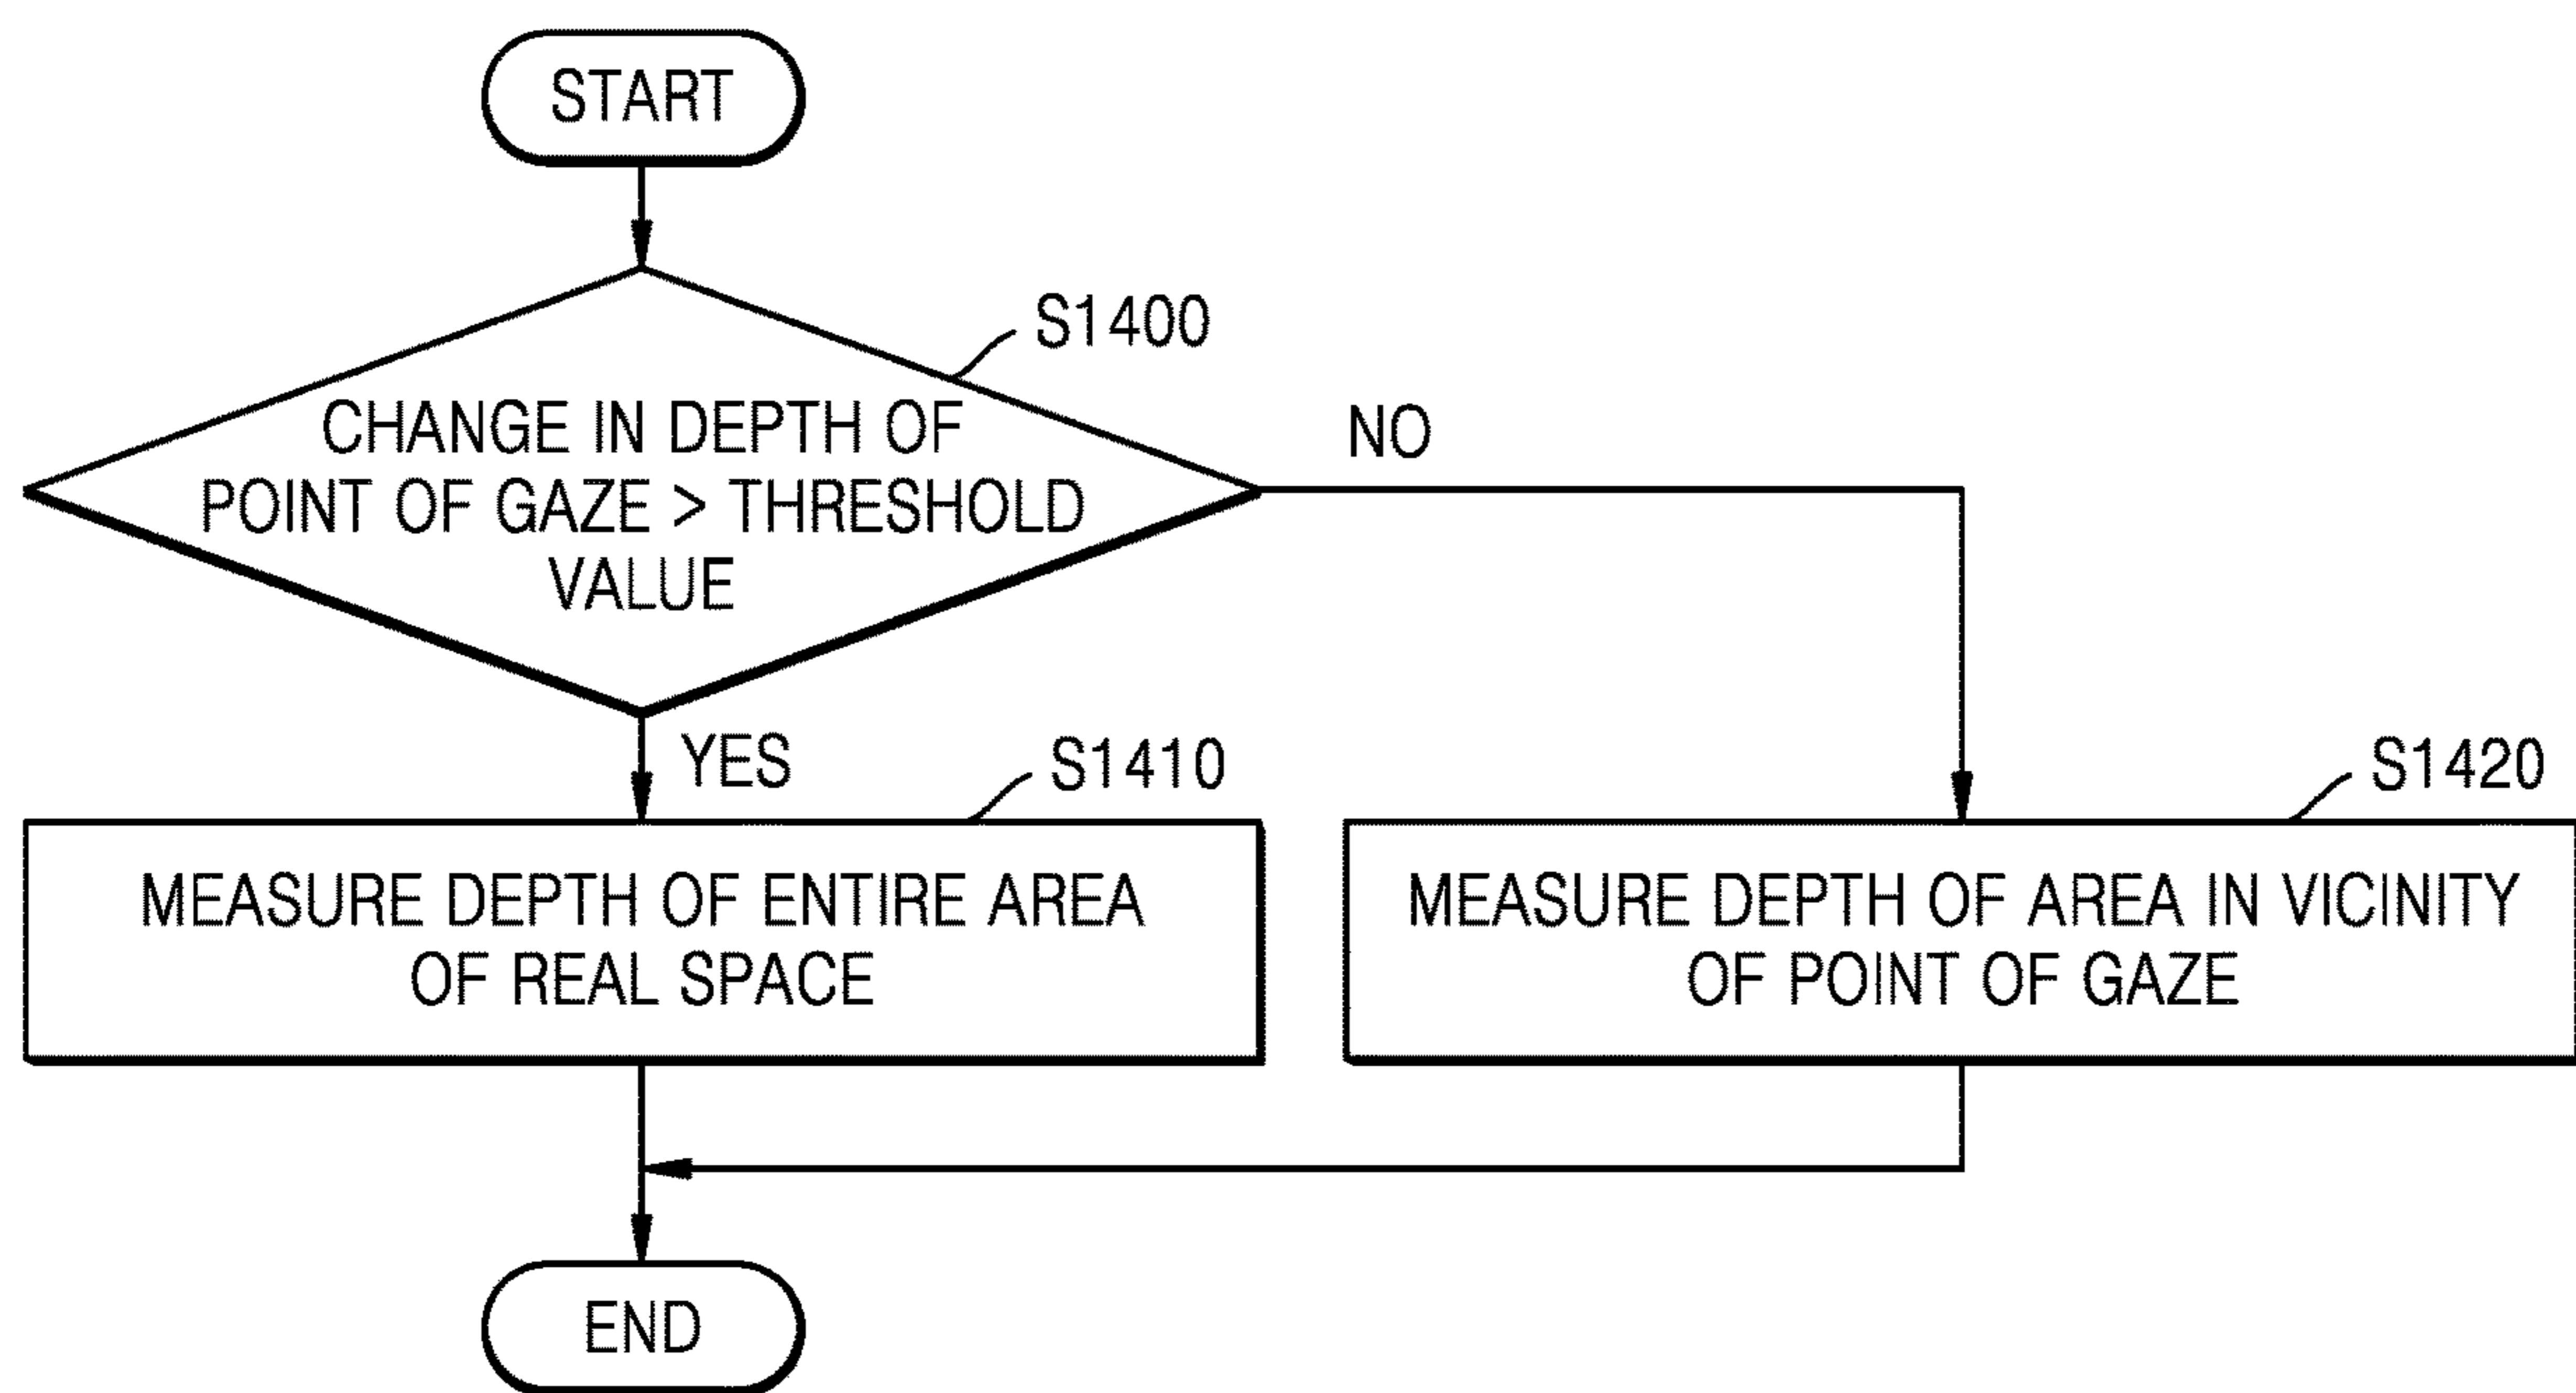 START
S1400
CHANGE IN DEPTH OF
POINT OF GAZE > THRESHOLD
VALUE
NO
YES
S1410
S1420
MEASURE DEPTH OF ENTIRE AREA
OF REAL SPACE
MEASURE DEPTH OF AREA IN VICINITY
OF POINT OF GAZE
END